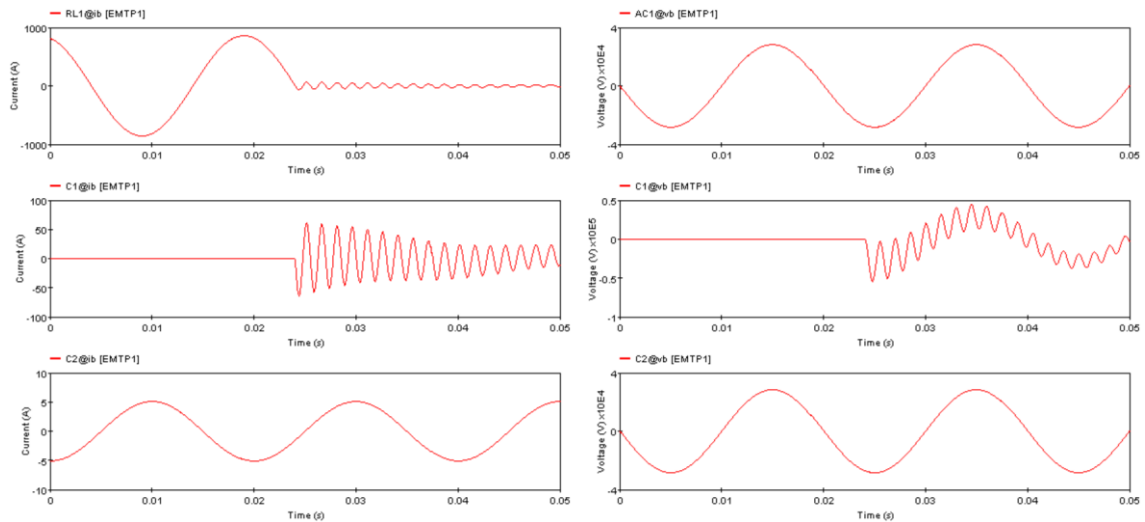 RL1@ib [EMTP1]
1000
0
-1000
Current (A)
0 0.01 0.02 0.03 0.04 0.05
Time (s)
AC1@vb [EMTP1]
4
0
-4
Voltage (V) x10E4
0 0.01 0.02 0.03 0.04 0.05
Time (s)
C1@ib [EMTP1]
100
50
0
-50
-100
Current (A)
0 0.01 0.02 0.03 0.04 0.05
Time (s)
C1@vb [EMTP1]
0.5
0
-0.5
-1
Voltage (V) x10E5
0 0.01 0.02 0.03 0.04 0.05
Time (s)
C2@ib [EMTP1]
10
5
0
-5
-10
Current (A)
0 0.01 0.02 0.03 0.04 0.05
Time (s)
C2@vb [EMTP1]
4
0
-4
Voltage (V) x10E4
0 0.01 0.02 0.03 0.04 0.05
Time (s)